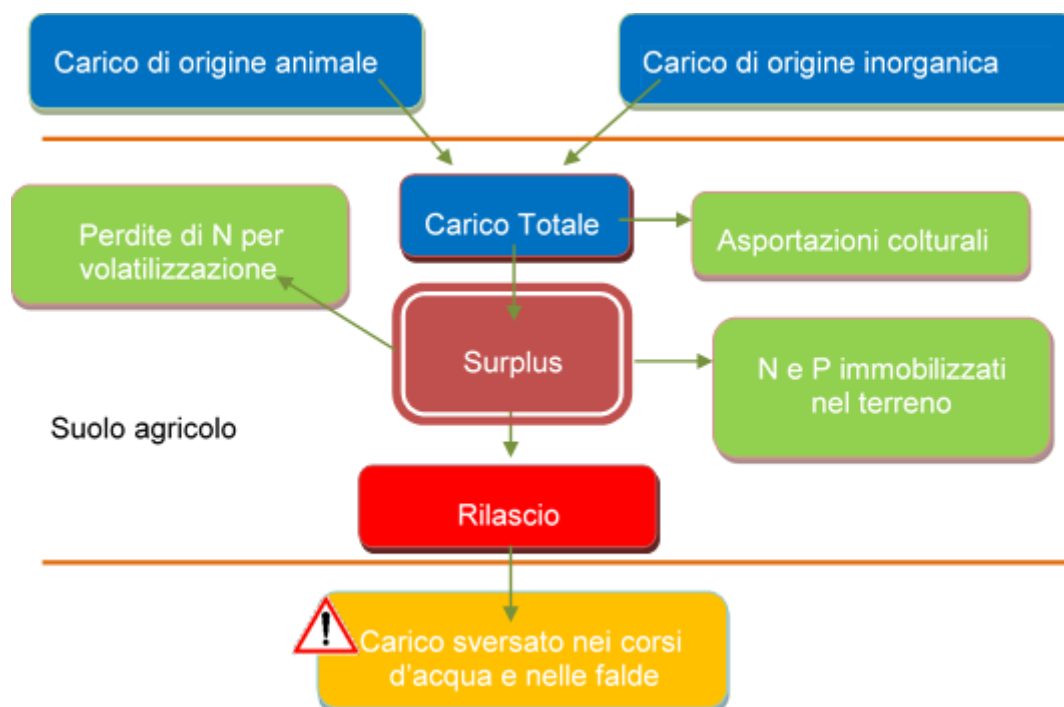 Carico di origine animale
Carico di origine inorganica
Carico Totale
Perdite di N per
volatilizzazione
Asportazioni colturali
Surplus
N e P immobilizzati
nel terreno
Suolo agricolo
Rilascio
Carico sversato nei corsi
d'acqua e nelle falde